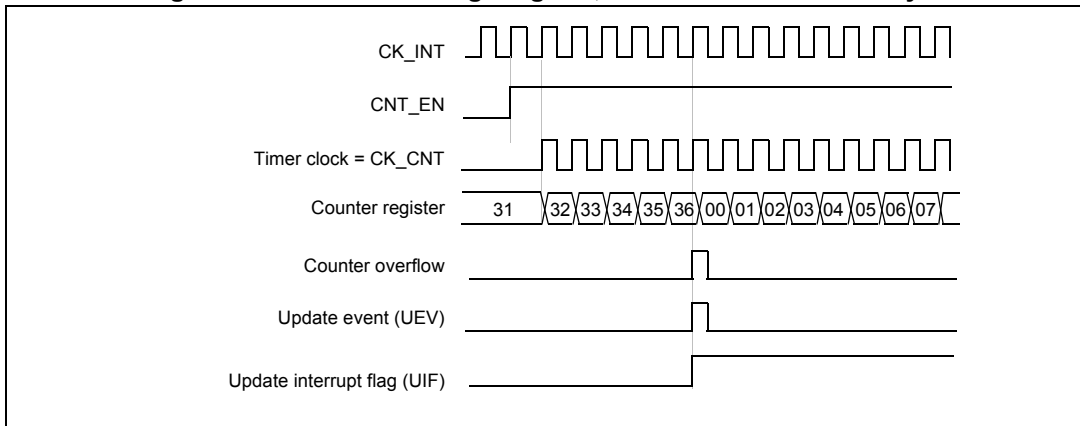 CK_INT
CNT_EN
Timer clock = CK_CNT
Counter register 31 32 33 34 35 36 00 01 02 03 04 05 06 07
Counter overflow
Update event (UEV)
Update interrupt flag (UIF)